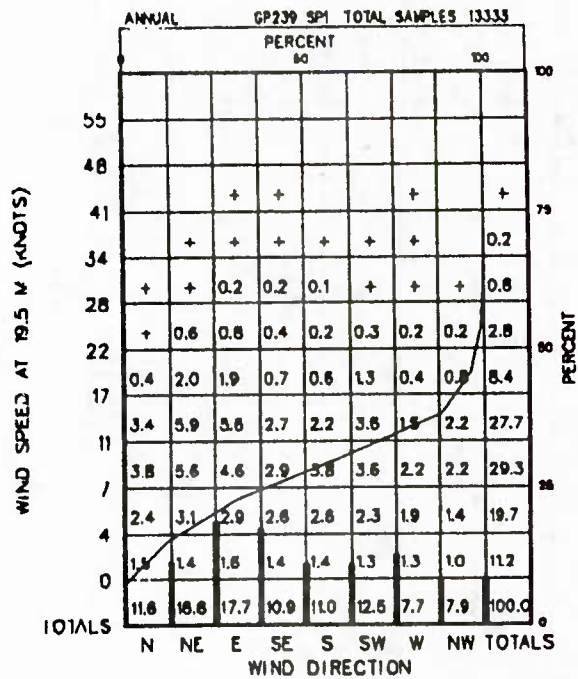 ANNUAL GP239 SP1 TOTAL SAMPLES 13333
PERCENT
0 50 100
100
55
48
+ + + +
41 75
+ + + + + + 0.2
34
+ + 0.2 0.2 0.1 + + + 0.6
28
+ 0.6 0.8 0.4 0.2 0.3 0.2 0.2 2.8
22 50
0.4 2.0 1.9 0.7 0.6 1.3 0.4 0.8 8.4
17
3.4 5.9 5.6 2.7 2.2 3.6 2.2 27.7
11
3.8 5.6 4.6 2.9 3.8 3.6 2.2 2.2 29.3
7 25
2.4 3.1 2.9 2.6 2.6 2.3 1.9 1.4 19.7
4
1.4 1.6 1.4 1.4 1.3 1.3 1.0 11.2
0
TOTALS 11.6 18.6 17.7 10.9 11.0 12.5 7.7 7.9 100.0 0
N NE E SE S SW W NW TOTALS
WIND DIRECTION
WIND SPEED AT 19.5 M (KNOTS)
PERCENT